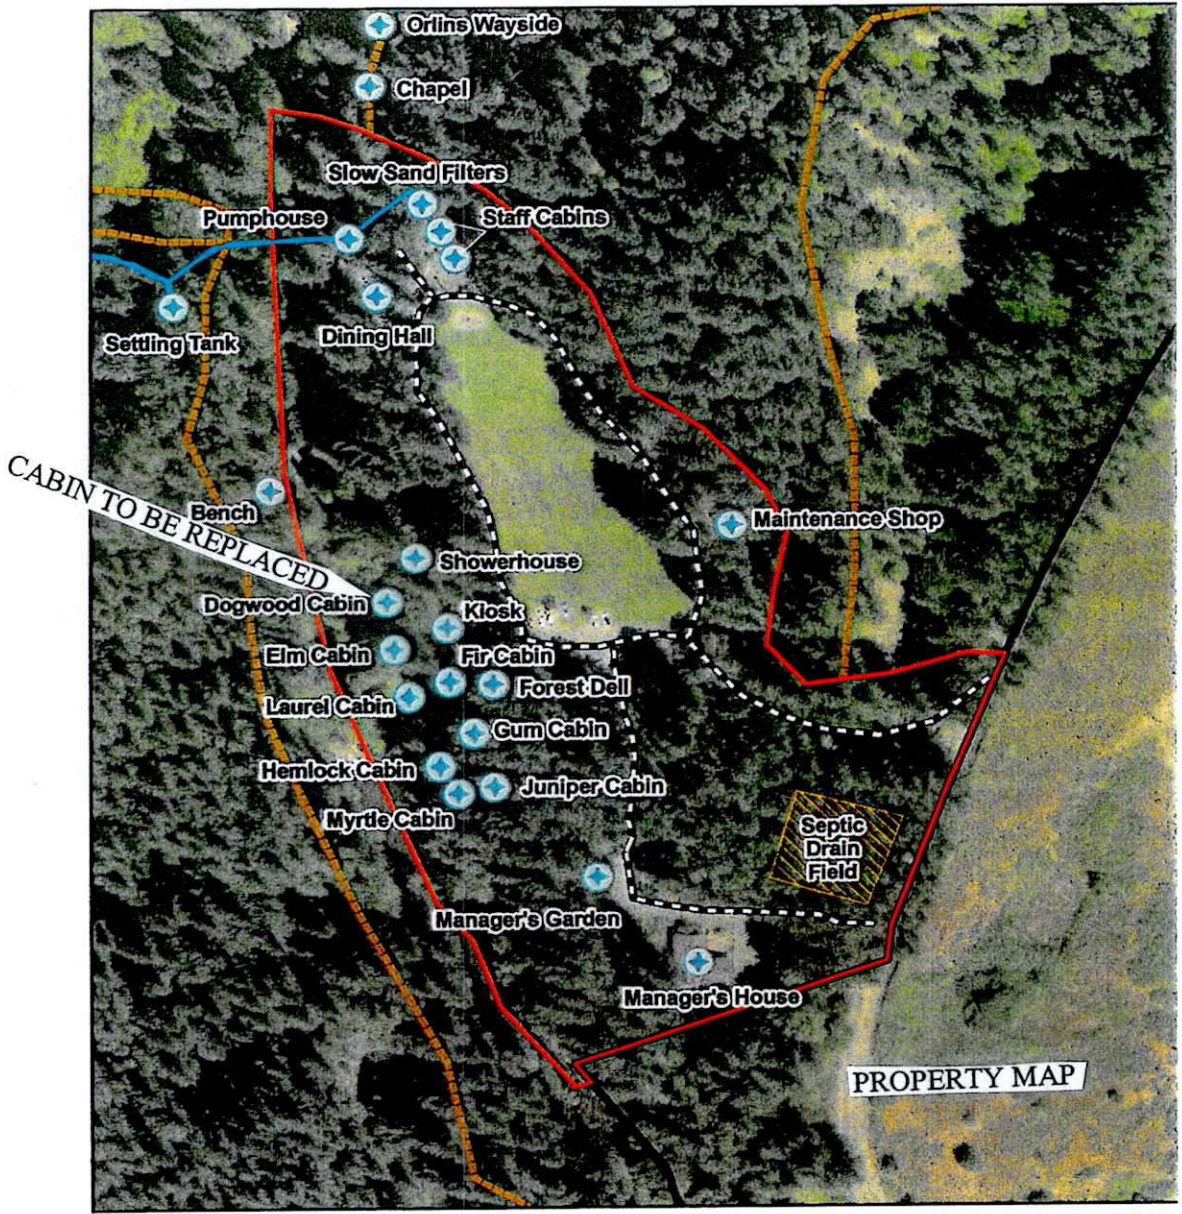 Orlins Wayside
Chapel
Slow Sand Filters
Pumphouse
Staff Cabins
Settling Tank
Dining Hall
CABIN TO BE REPLACED
Bench
Maintenance Shop
Showerhouse
Dogwood Cabin
Kiosk
Elm Cabin
Fir Cabin
Forest Dell
Laurel Cabin
Gum Cabin
Hemlock Cabin
Juniper Cabin
Myrtle Cabin
Septic
Drain
Field
Manager's Garden
Manager's House
PROPERTY MAP